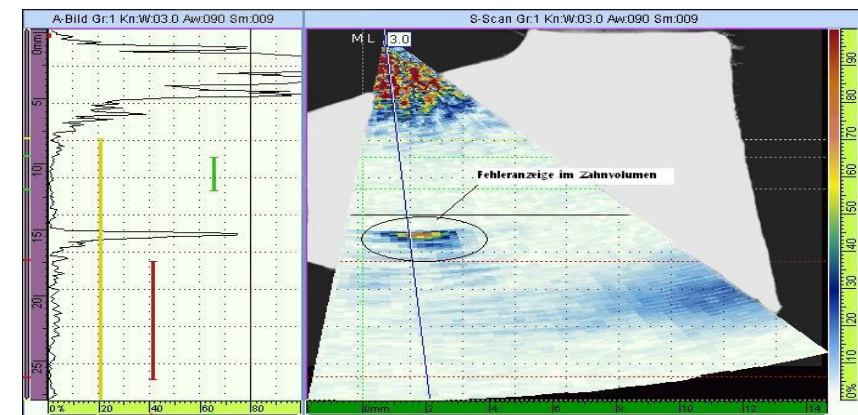 A-Bild Gr:1 Kn:W:03.0 Aw:090 Sm:009
S-Scan Gr:1 Kn:W:03.0 Aw:090 Sm:009
M L 3.0
Fehleranzeige im Zahnvolumen
0mm
5|
10|
15|
20|
25|
0% |20 |40 |60 |80
|0mm |2 |4 |6 |8 |10 |12 |14
|90
|80
|70
|60
|50
|40
|30
|20
|10
0%